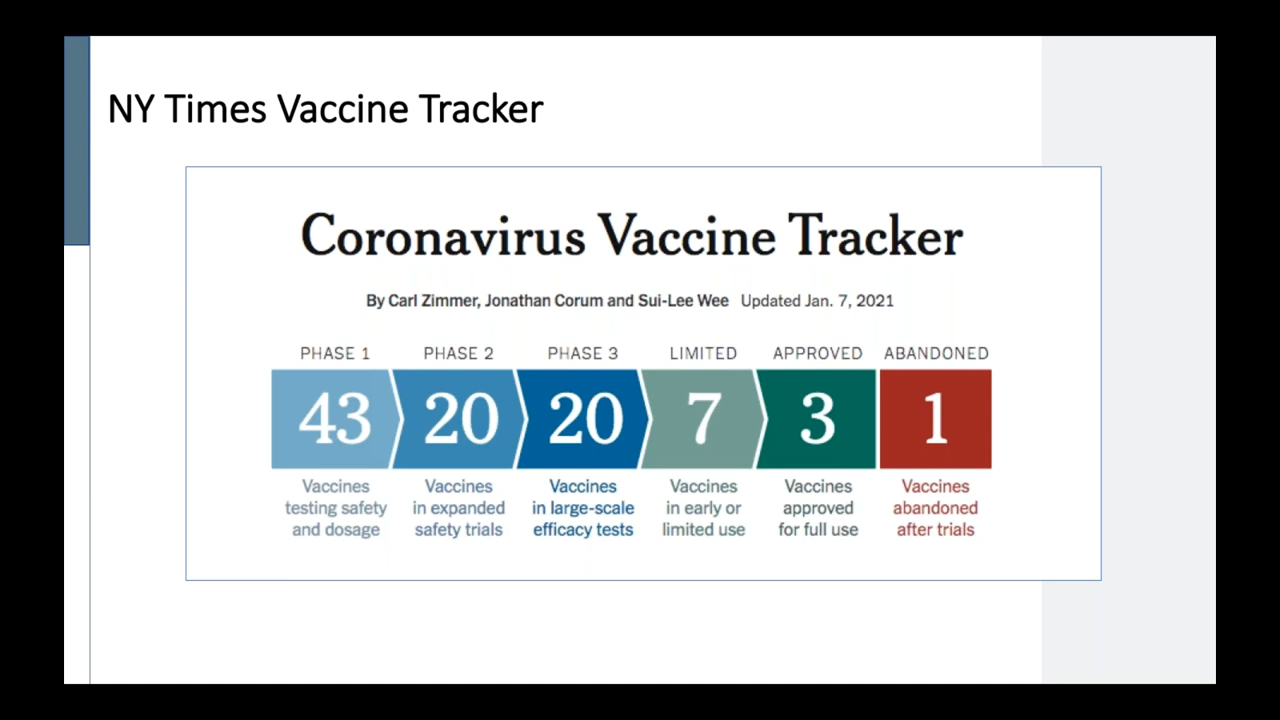 NY Times Vaccine Tracker
Coronavirus Vaccine Tracker
By Carl Zimmer, Jonathan Corum and Sui-Lee Wee Updated Jan. 7, 2021
PHASE 1 PHASE 2 PHASE 3 LIMITED APPROVED ABANDONED
43 20 20 7 3 1
Vaccines Vaccines Vaccines Vaccines Vaccines Vaccines
testing safety in expanded in large-scale in early or approved abandoned
and dosage safety trials efficacy tests limited use for full use after trials